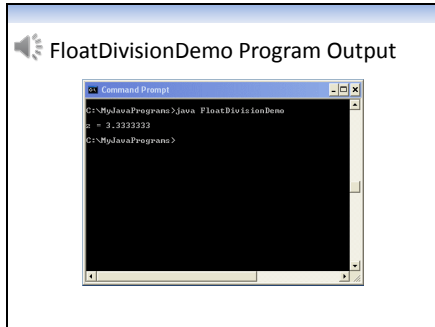 FloatDivisionDemo Program Output
Command Prompt
C:\MyJavaPrograms>java FloatDivisionDemo
z = 3.3333333
C:\MyJavaPrograms>